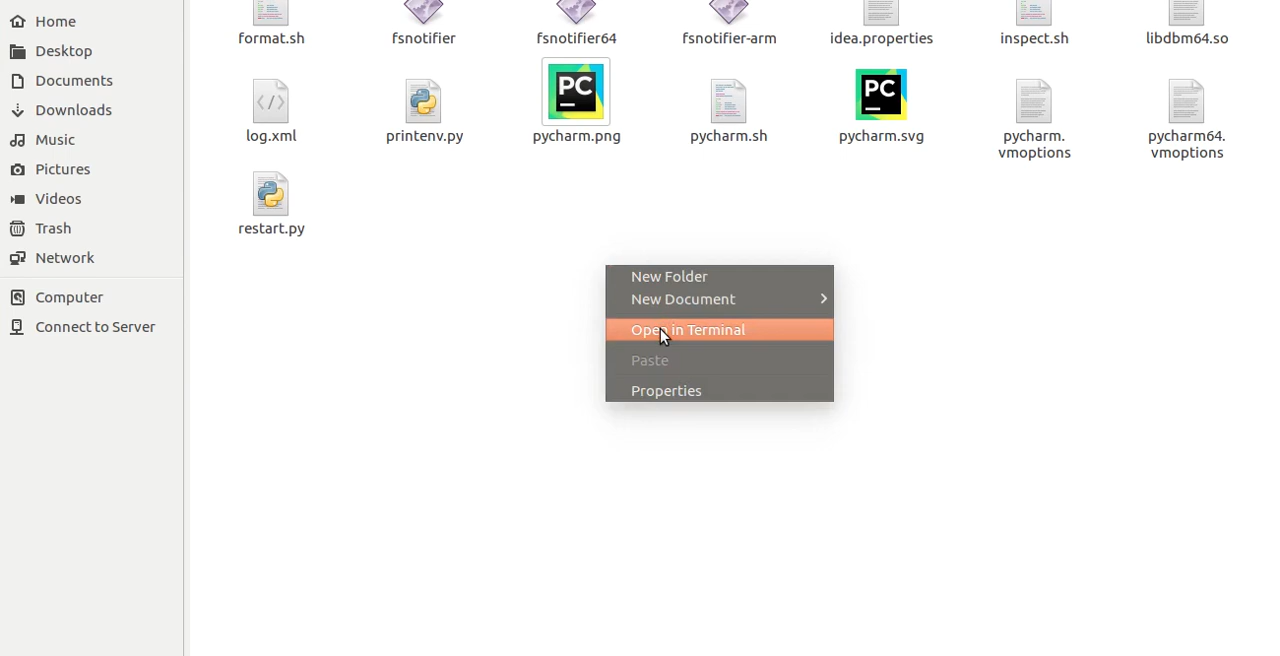 Home
Desktop
Documents
Downloads
Music
Pictures
Videos
Trash
Network
Computer
Connect to Server
format.sh
fsnotifier
fsnotifier64
fsnotifier-arm
idea.properties
inspect.sh
libdbm64.so
</>
log.xml
printenv.py
PC
pycharm.png
pycharm.sh
PC
pycharm.svg
pycharm.
vmoptions
pycharm64.
vmoptions
restart.py
New Folder
New Document
Open in Terminal
Paste
Properties